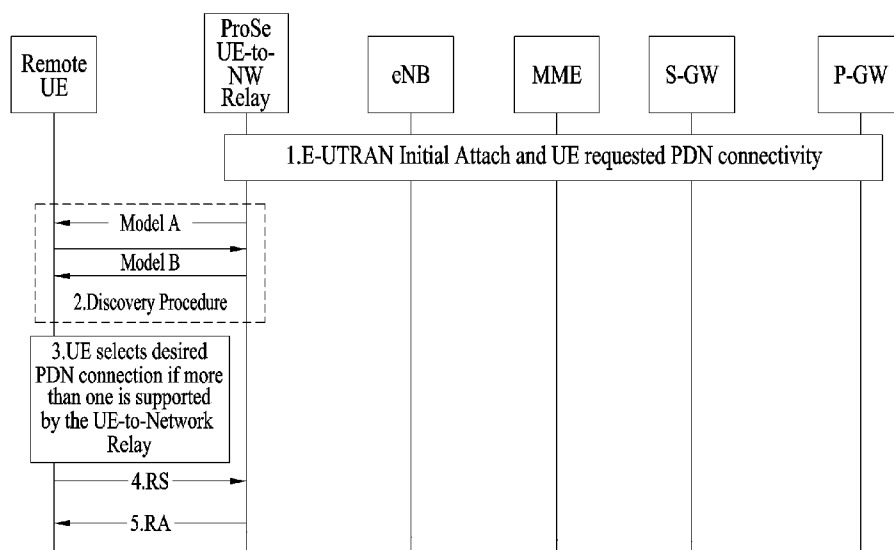 Remote
UE
ProSe
UE-to-
NW
Relay
eNB
MME
S-GW
P-GW
1.E-UTRAN Initial Attach and UE requested PDN connectivity
Model A
Model B
2.Discovery Procedure
3.UE selects desired
PDN connection if more
than one is supported
by the UE-to-Network
Relay
4.RS
5.RA